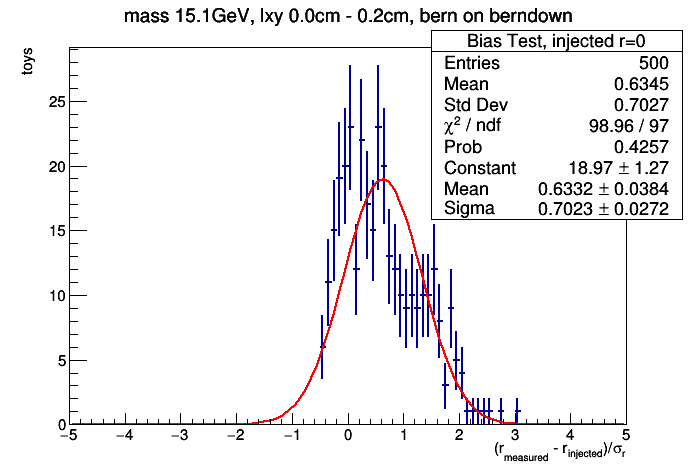 mass 15.1GeV, lxy 0.0cm - 0.2cm, bern on berndown
Bias Test, injected r=0
Entries 500
Mean 0.6345
Std Dev 0.7027
χ² / ndf 98.96 / 97
Prob 0.4257
Constant 18.97 ± 1.27
Mean 0.6332 ± 0.0384
Sigma 0.7023 ± 0.0272
toys
25
20
15
10
5
0
−5 −4 −3 −2 −1 0 1 2 3 4 5
(r_measured - r_injected)/σ_r